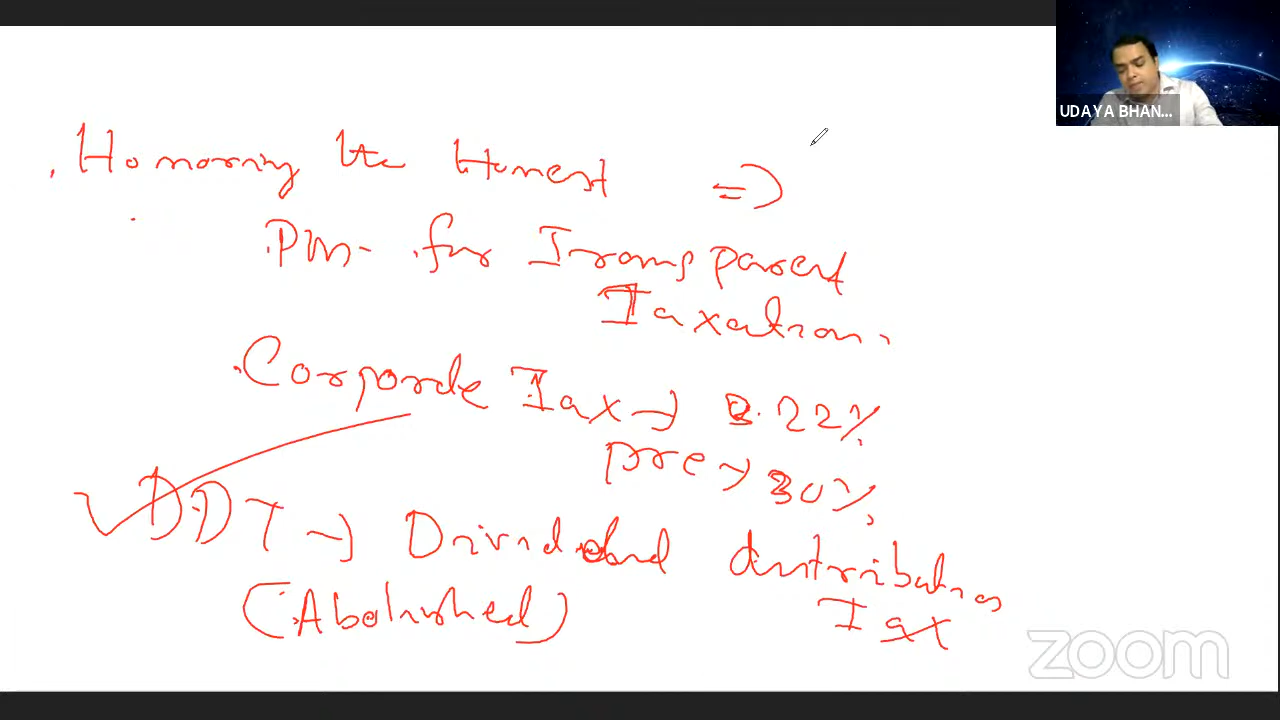 UDAYA BHAN...
. Honoring the Honest =>
PM - for Transparent
Taxation.
Corporate Tax → 22%
pre → 30%
DDT → Dividend distribution
Tax
(Abolished)
zoom